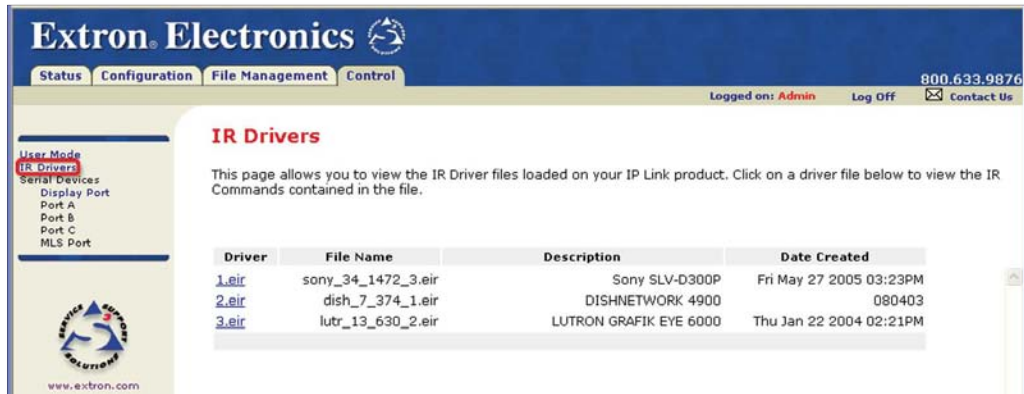 Extron® Electronics
Status Configuration File Management Control
800.633.9876
Logged on: Admin Log Off Contact Us
User Mode
IR Drivers
Serial Devices
Display Port
Port A
Port B
Port C
MLS Port
SERVICE SUPPORT SOLUTIONS
S3
www.extron.com
IR Drivers
This page allows you to view the IR Driver files loaded on your IP Link product. Click on a driver file below to view the IR
Commands contained in the file.
Driver File Name Description Date Created
1.eir sony_34_1472_3.eir Sony SLV-D300P Fri May 27 2005 03:23PM
2.eir dish_7_374_1.eir DISHNETWORK 4900 080403
3.eir lutr_13_630_2.eir LUTRON GRAFIK EYE 6000 Thu Jan 22 2004 02:21PM